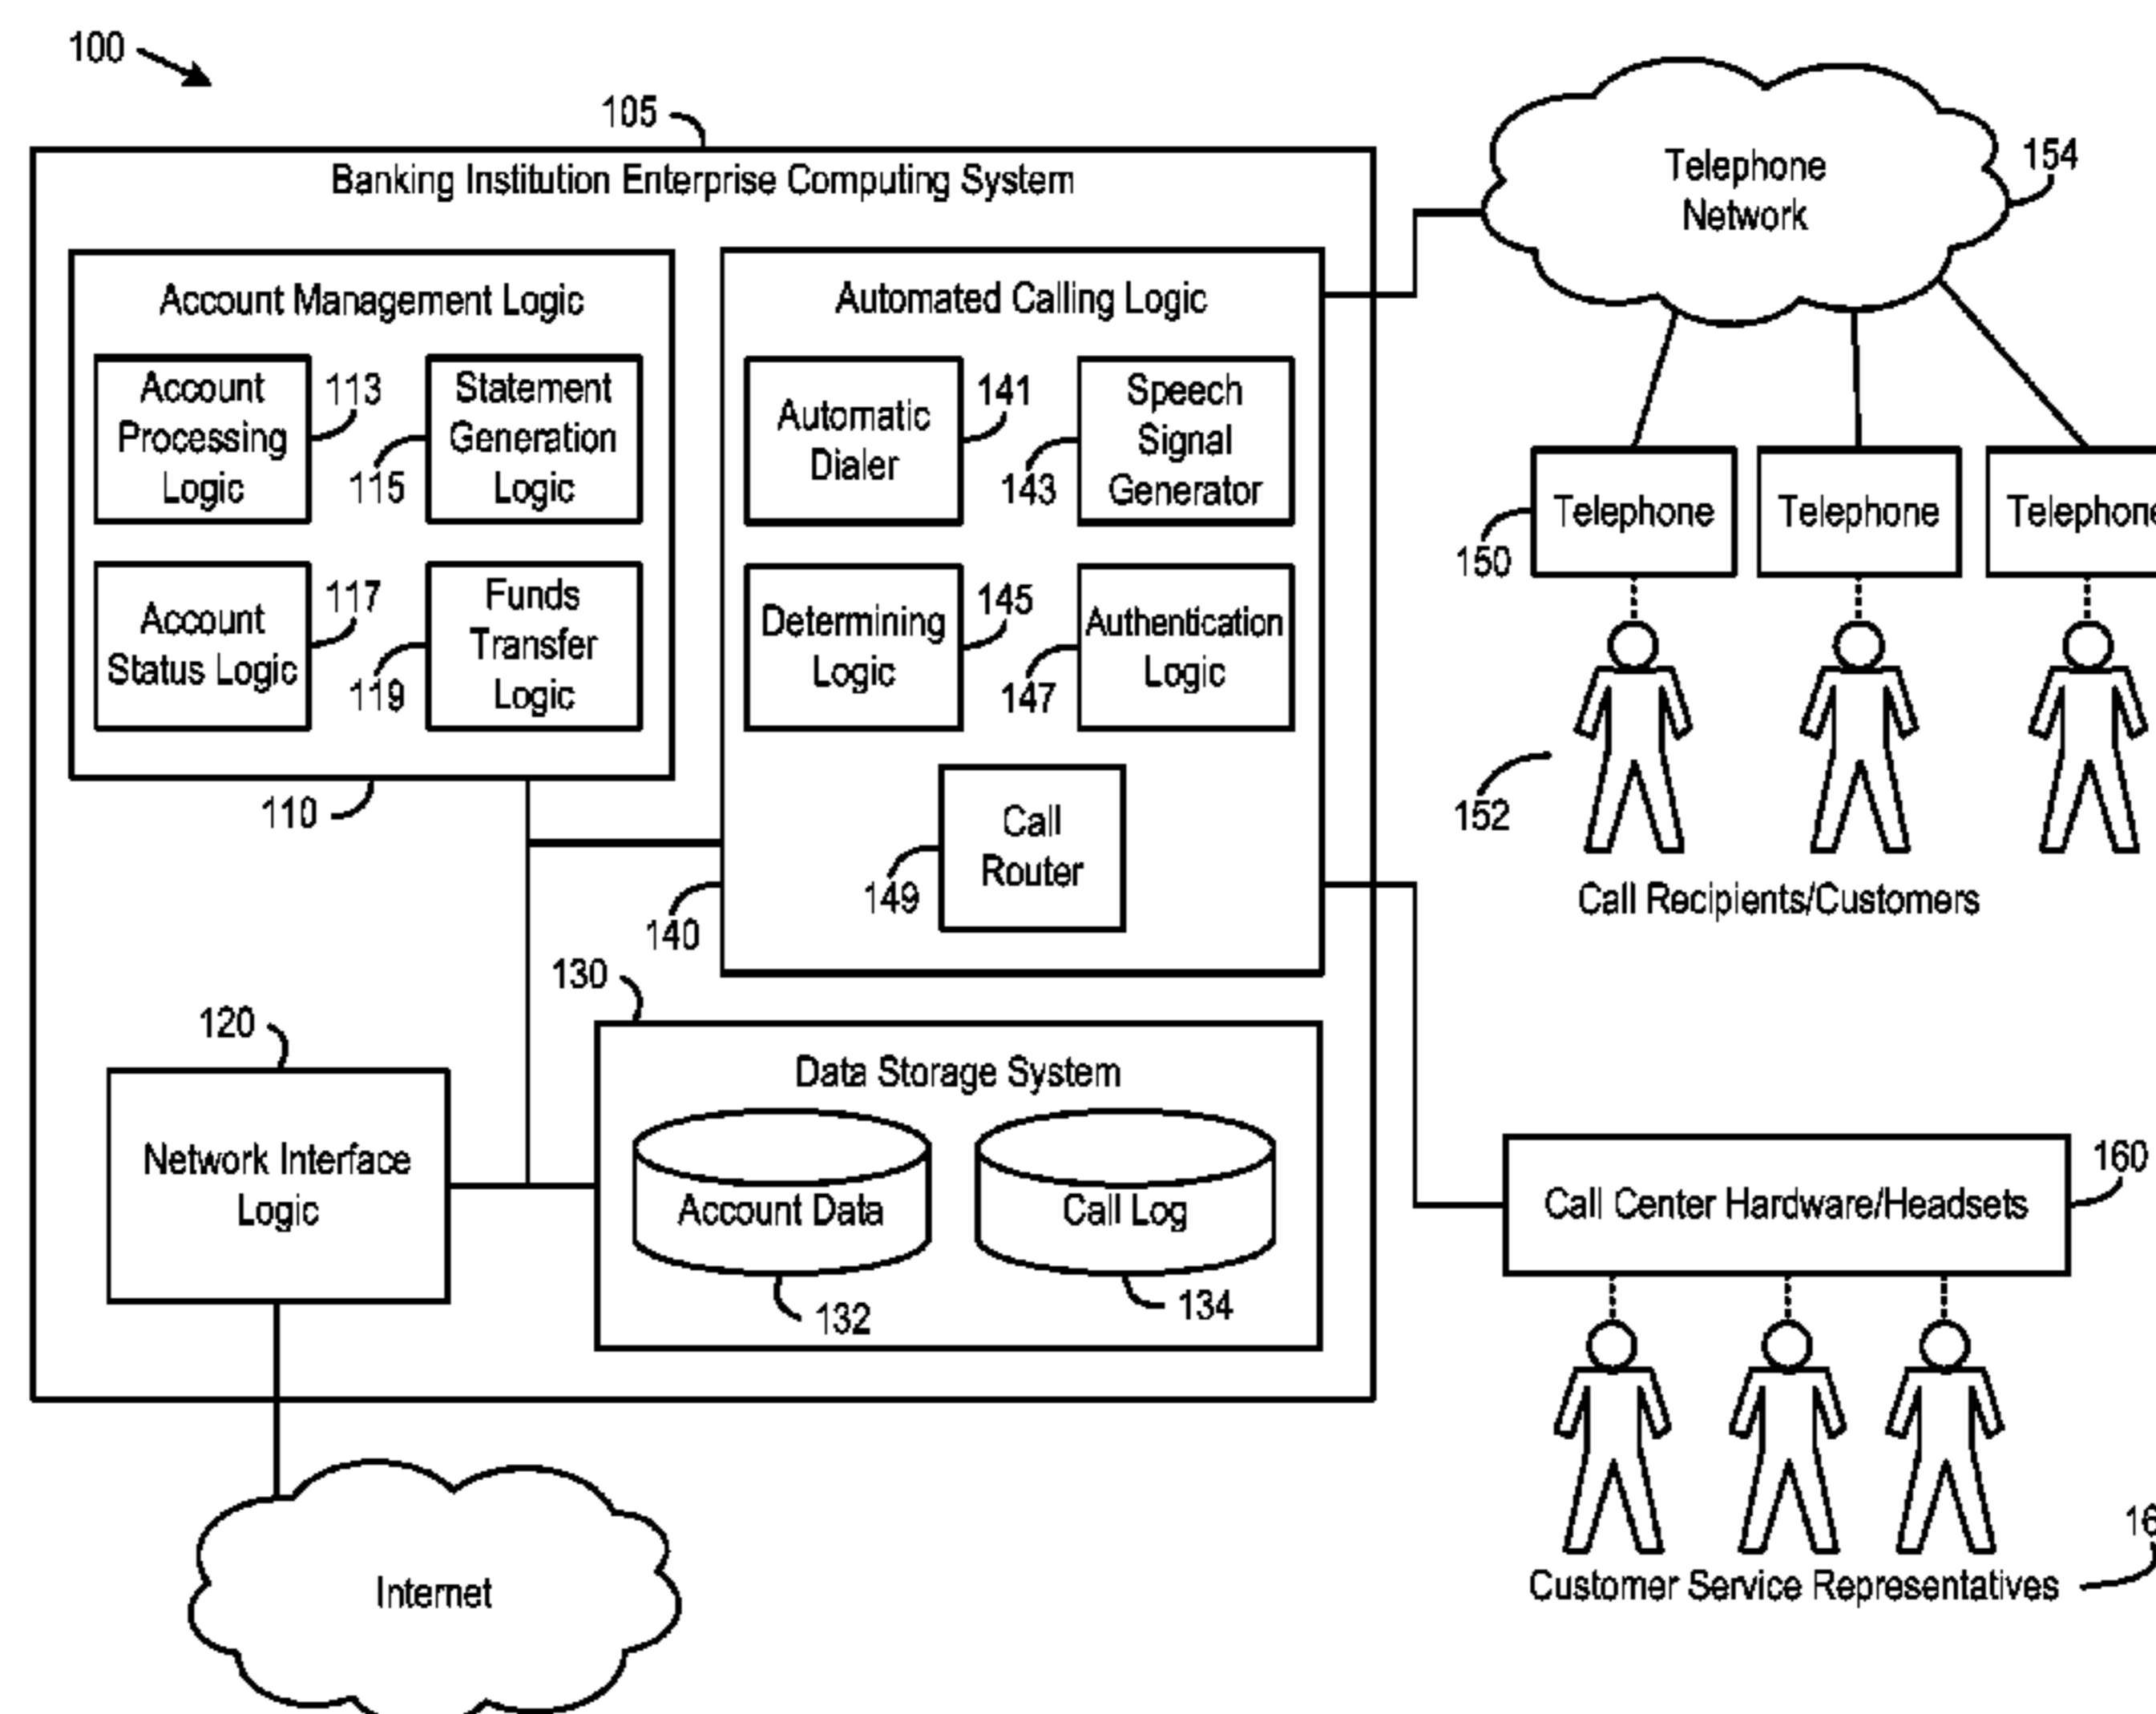 100
105
Banking Institution Enterprise Computing System
Account Management Logic
Account
Processing
Logic
113
Statement
Generation
Logic
115
Account
Status Logic
117
Funds
Transfer
Logic
119
110
Automated Calling Logic
Automatic
Dialer
141
Speech
Signal
Generator
143
Determining
Logic
145
Authentication
Logic
147
Call
Router
149
140
130
Data Storage System
Account Data
132
Call Log
134
120
Network Interface
Logic
Internet
Telephone
Network
154
Telephone
Telephone
Telephone
150
152
Call Recipients/Customers
Call Center Hardware/Headsets
160
Customer Service Representatives